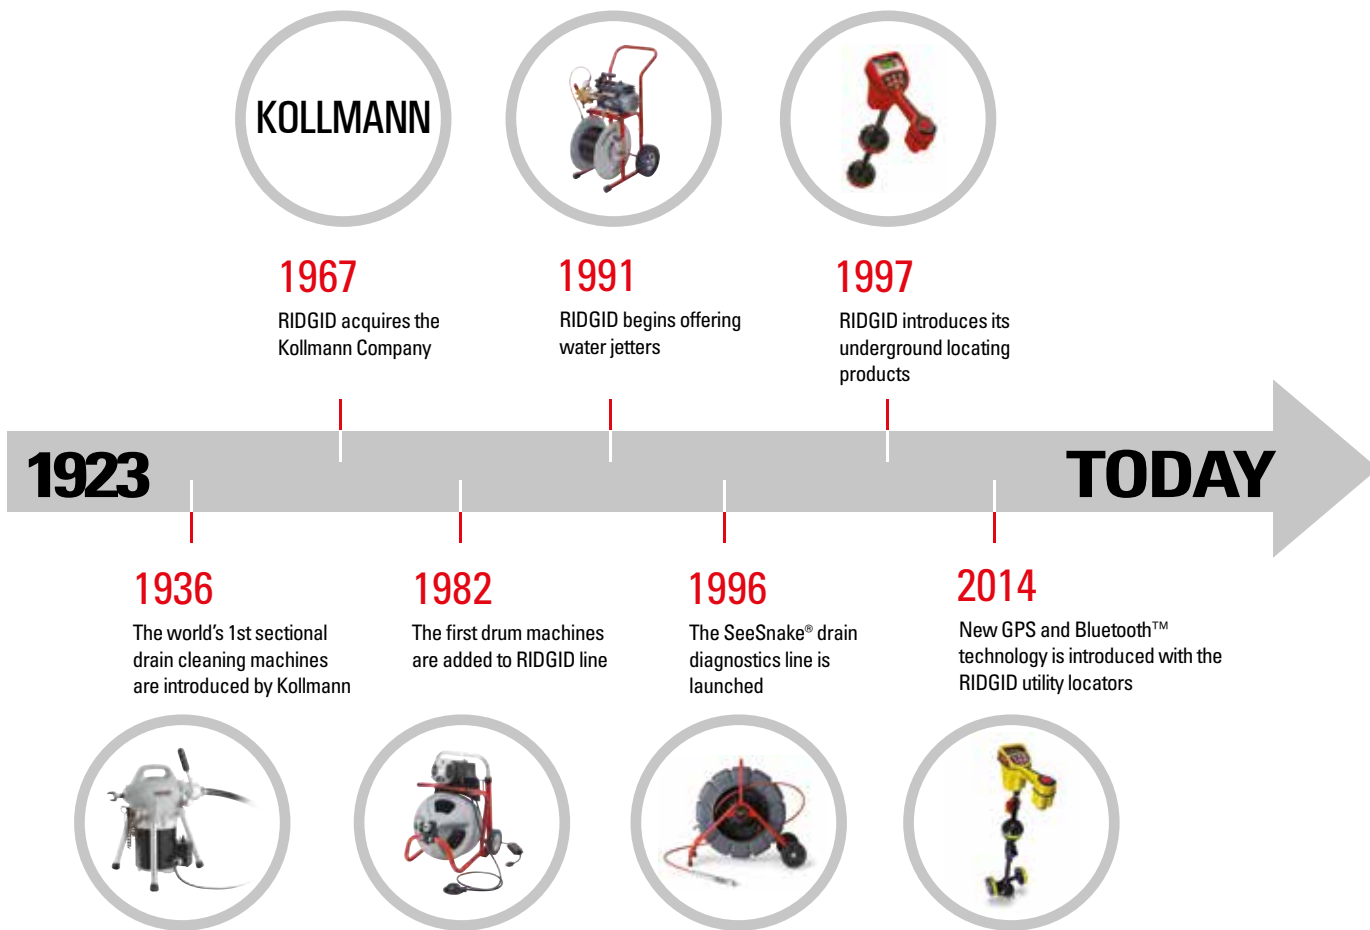 KOLLMANN
1967
RIDGID acquires the
Kollmann Company
1991
RIDGID begins offering
water jetters
1997
RIDGID introduces its
underground locating
products
1923
TODAY
1936
The world's 1st sectional
drain cleaning machines
are introduced by Kollmann
1982
The first drum machines
are added to RIDGID line
1996
The SeeSnake® drain
diagnostics line is
launched
2014
New GPS and Bluetooth™
technology is introduced with the
RIDGID utility locators